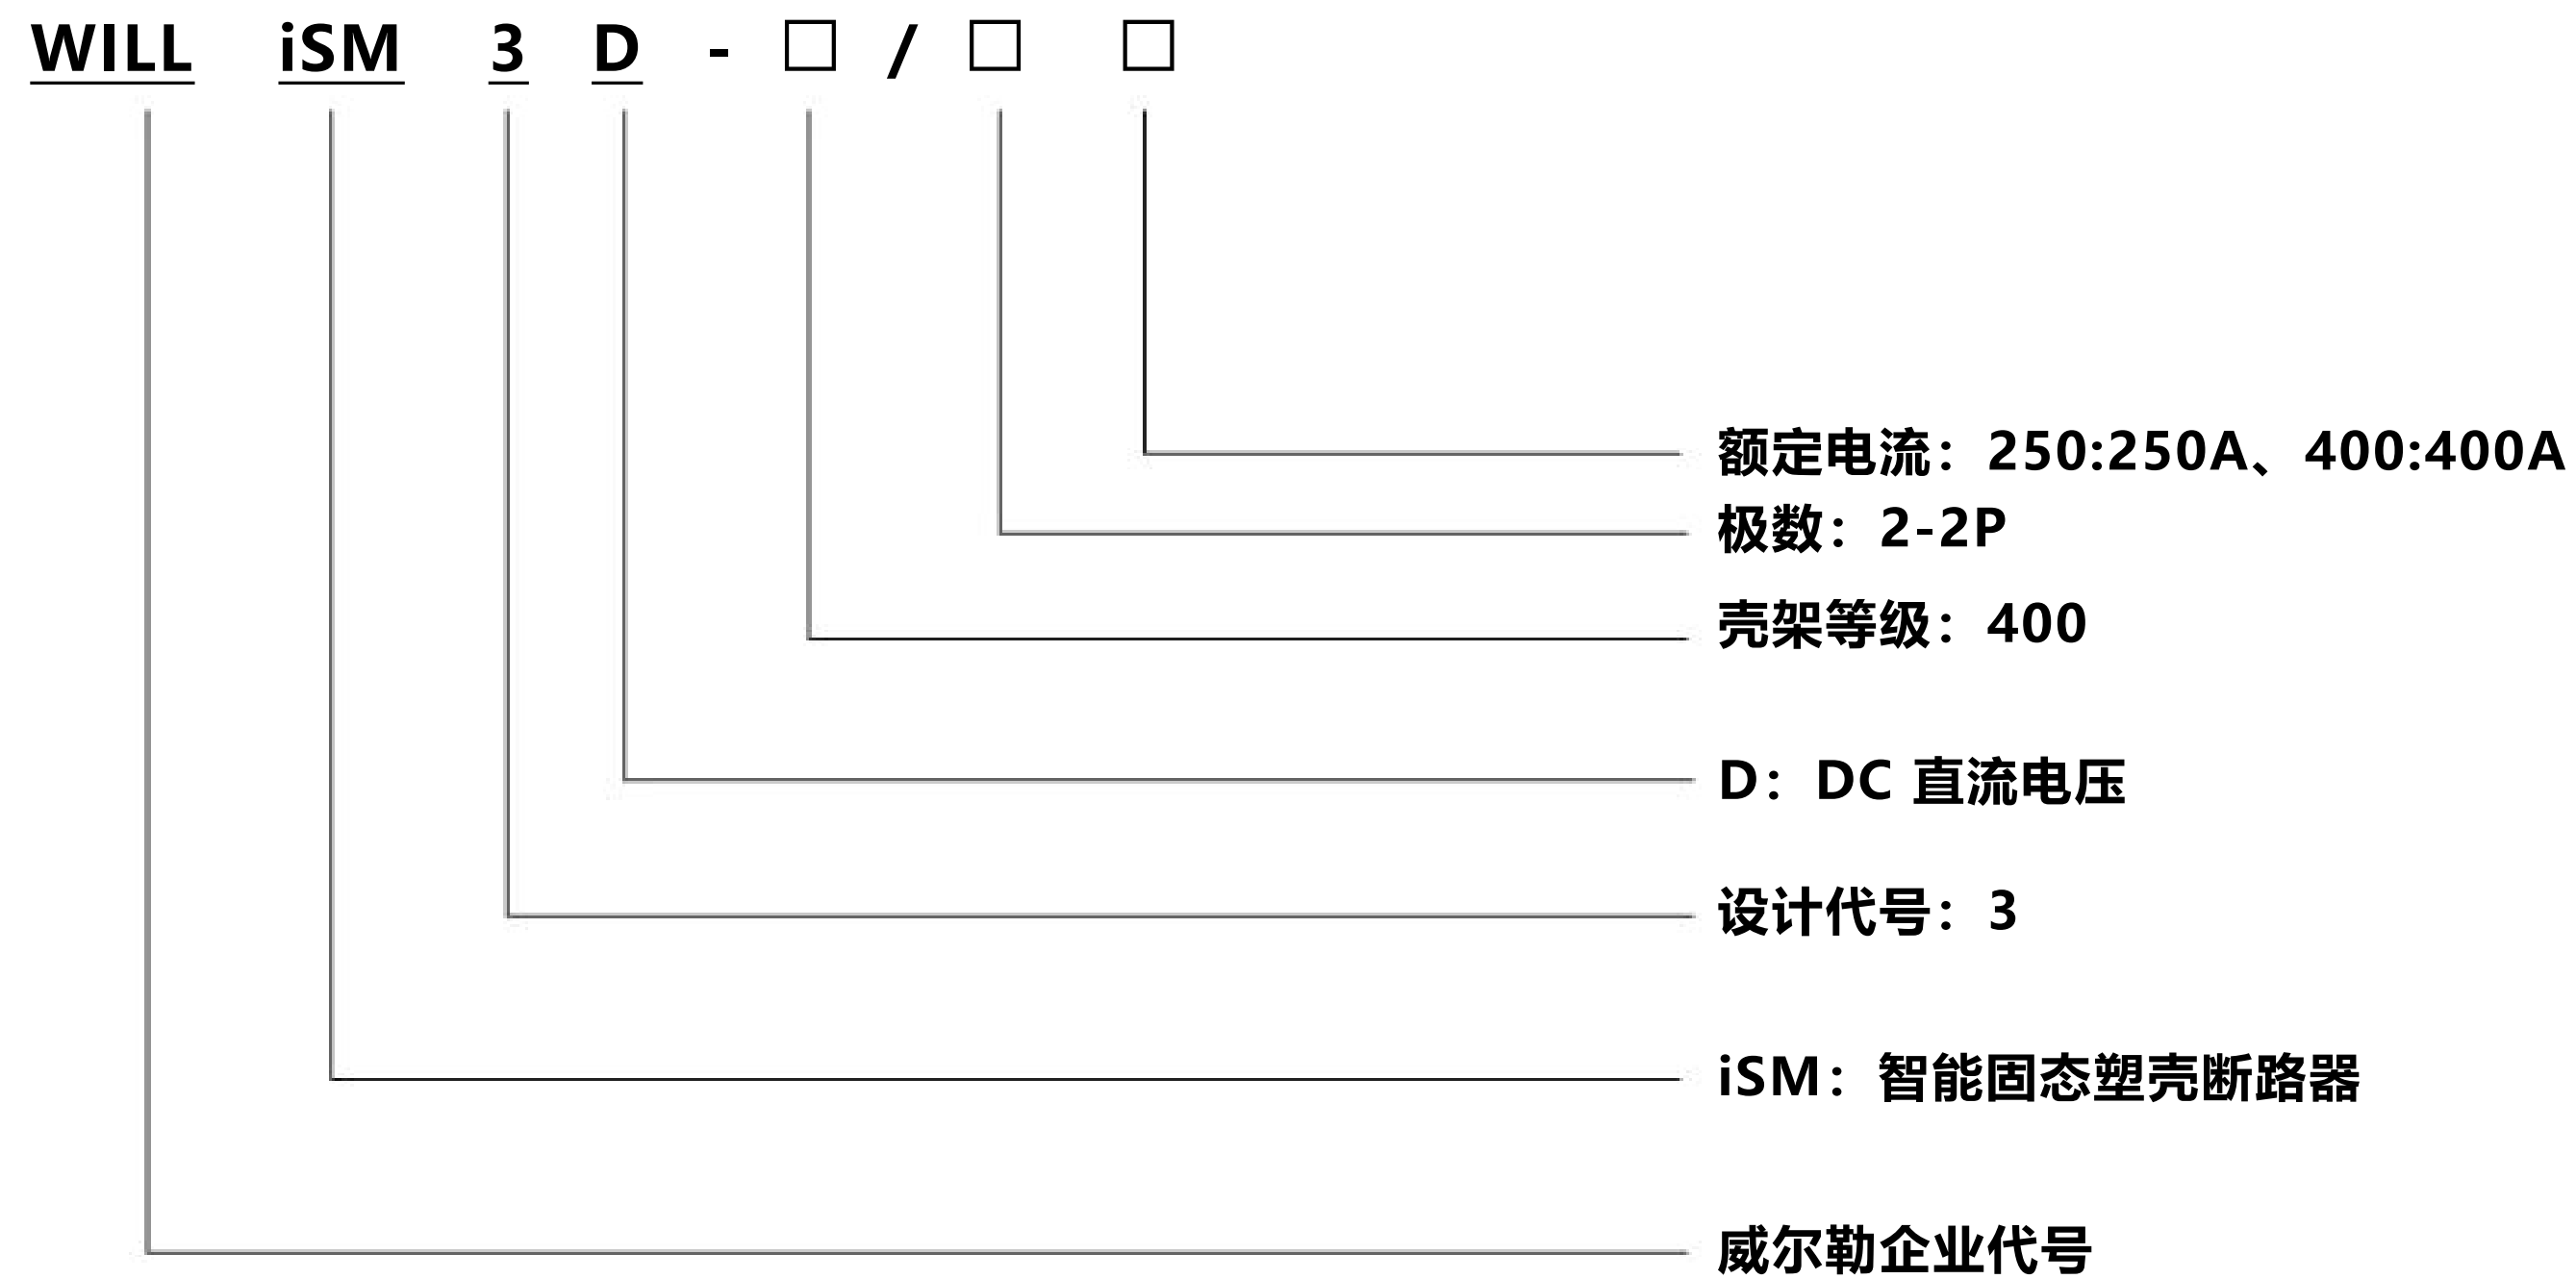 WILL iSM 3 D - □ / □ □
额定电流：250:250A、400:400A
极数：2-2P
壳架等级：400
D：DC 直流电压
设计代号：3
iSM：智能固态塑壳断路器
威尔勒企业代号